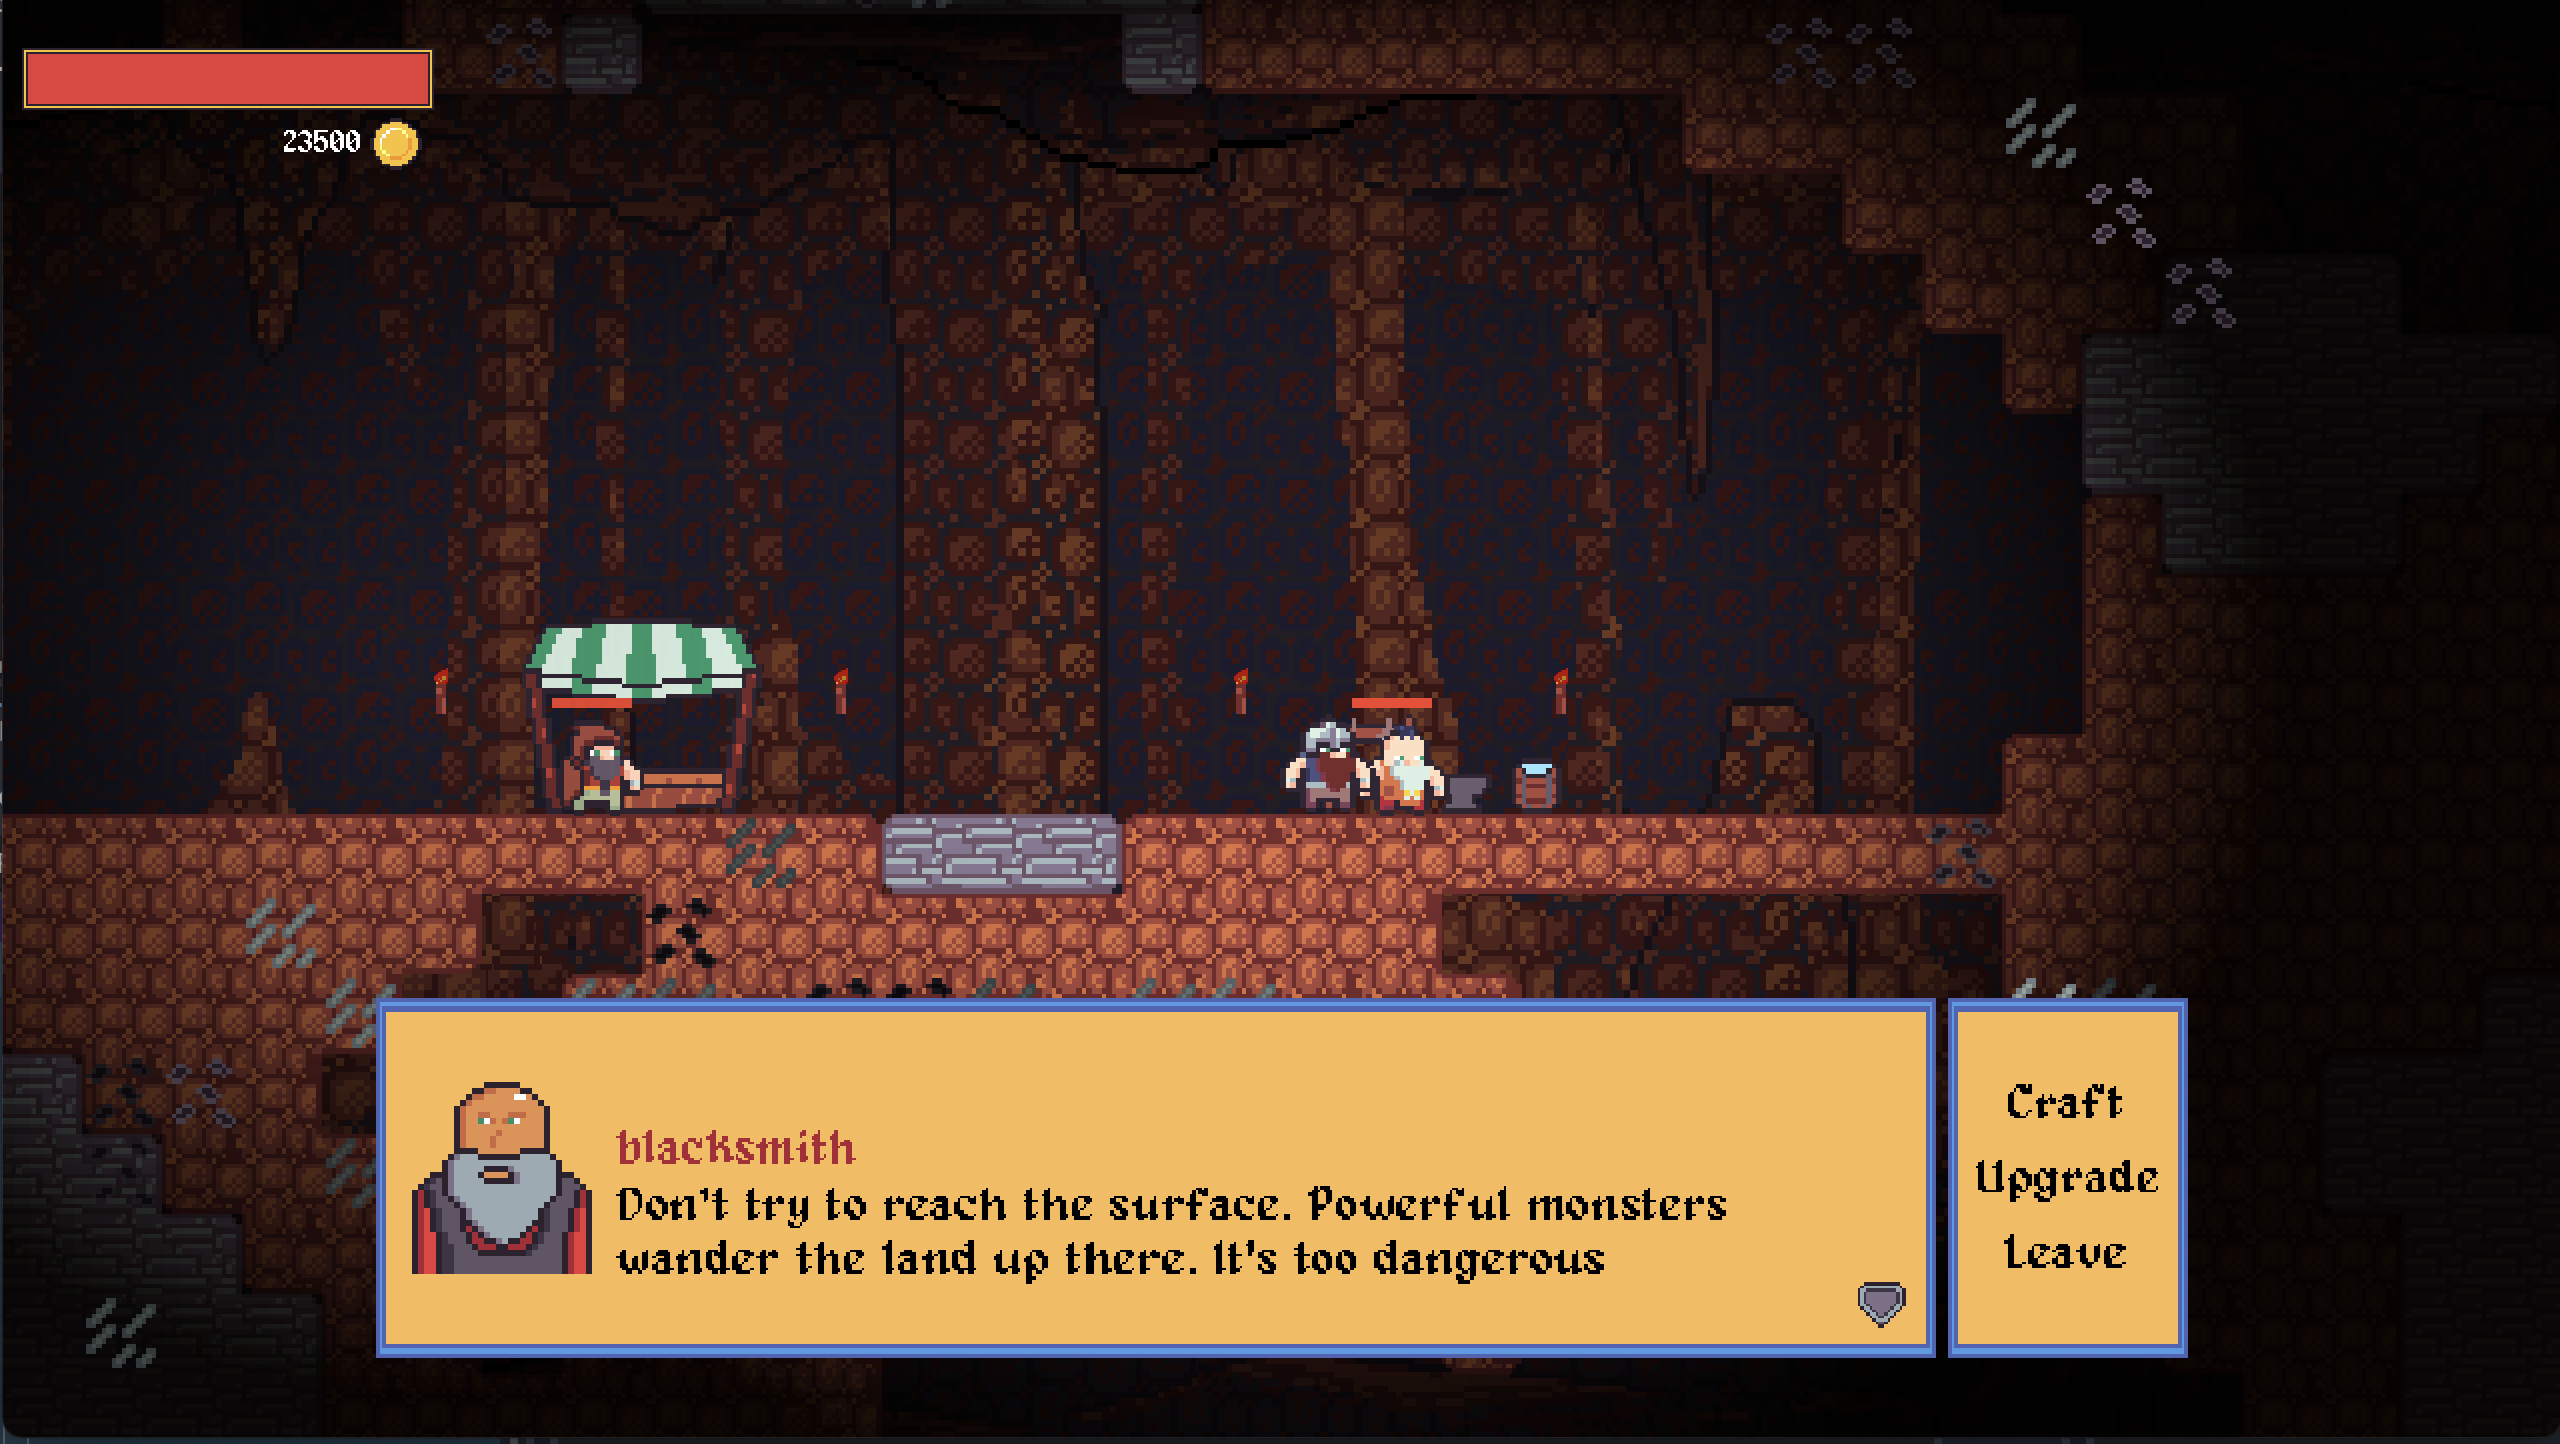 23500
blacksmith
Don't try to reach the surface. Powerful monsters
wander the land up there. It's too dangerous
Craft
Upgrade
Leave